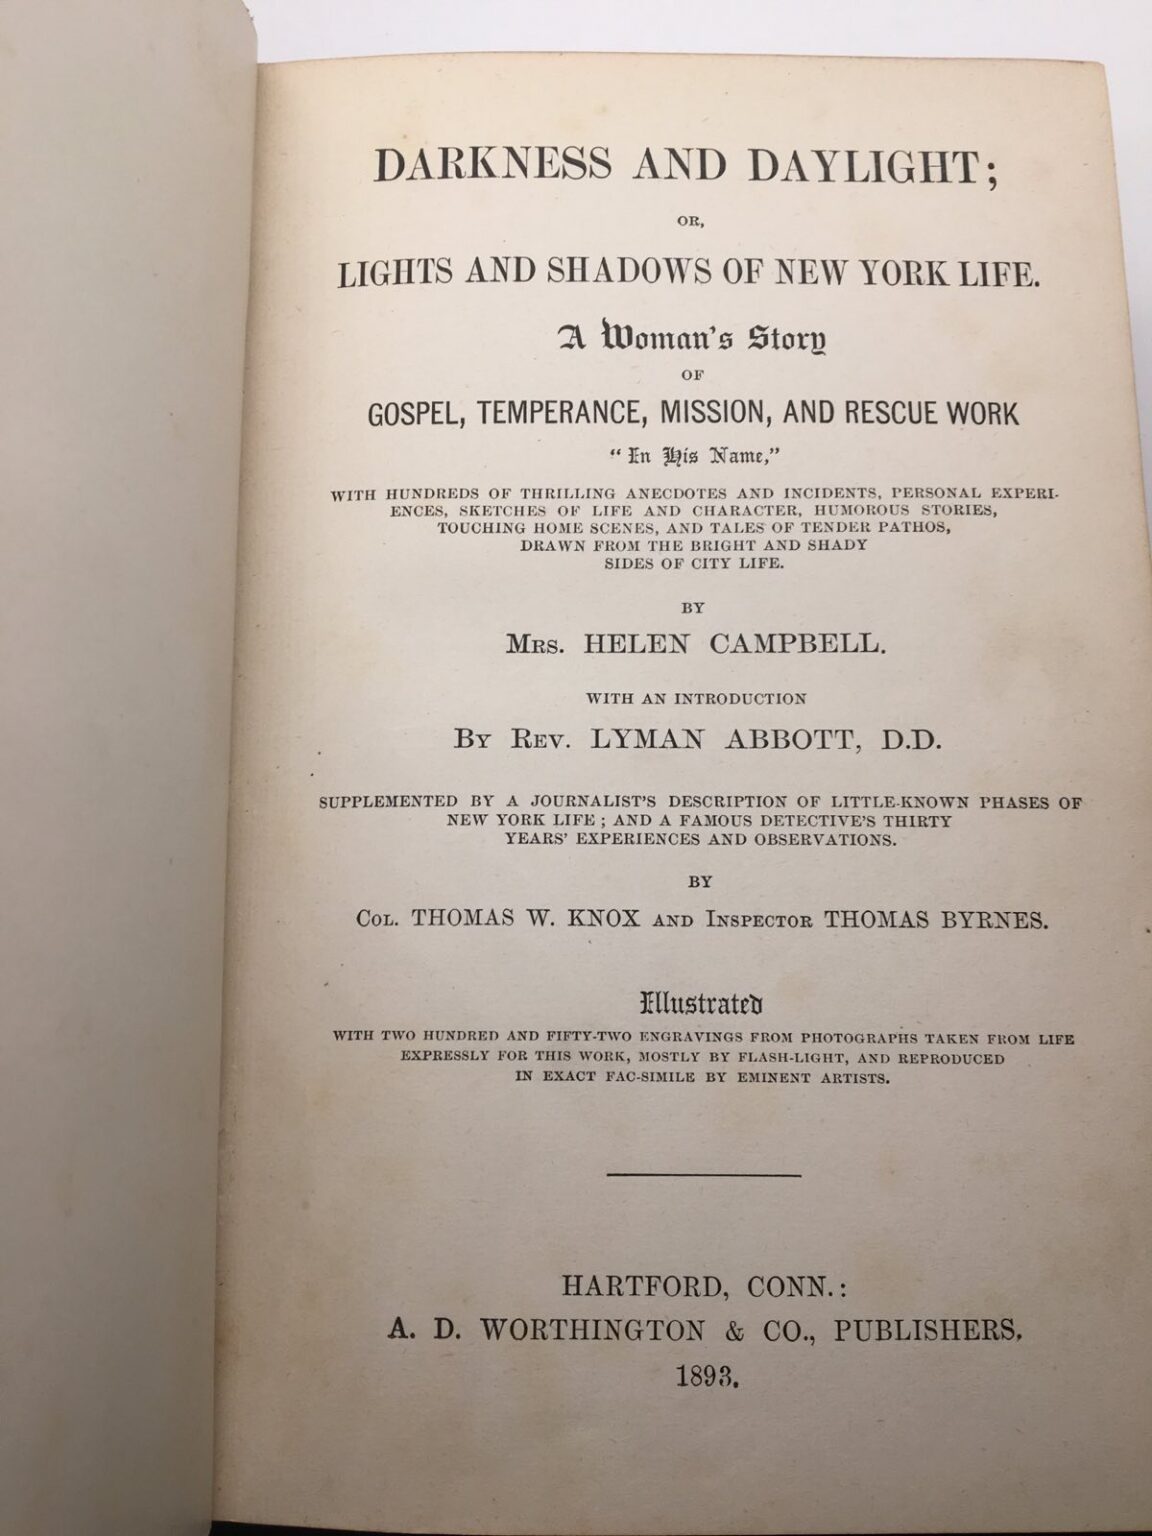 DARKNESS AND DAYLIGHT;
OR,
LIGHTS AND SHADOWS OF NEW YORK LIFE.
A Woman's Story
OF
GOSPEL, TEMPERANCE, MISSION, AND RESCUE WORK
"In His Name,"
WITH HUNDREDS OF THRILLING ANECDOTES AND INCIDENTS, PERSONAL EXPERI-
ENCES, SKETCHES OF LIFE AND CHARACTER, HUMOROUS STORIES,
TOUCHING HOME SCENES, AND TALES OF TENDER PATHOS,
DRAWN FROM THE BRIGHT AND SHADY
SIDES OF CITY LIFE.
BY
MRS. HELEN CAMPBELL.
WITH AN INTRODUCTION
BY REV. LYMAN ABBOTT, D.D.
SUPPLEMENTED BY A JOURNALIST'S DESCRIPTION OF LITTLE-KNOWN PHASES OF
NEW YORK LIFE; AND A FAMOUS DETECTIVE'S THIRTY
YEARS' EXPERIENCES AND OBSERVATIONS.
BY
COL. THOMAS W. KNOX AND INSPECTOR THOMAS BYRNES.
Illustrated
WITH TWO HUNDRED AND FIFTY-TWO ENGRAVINGS FROM PHOTOGRAPHS TAKEN FROM LIFE
EXPRESSLY FOR THIS WORK, MOSTLY BY FLASH-LIGHT, AND REPRODUCED
IN EXACT FAC-SIMILE BY EMINENT ARTISTS.
HARTFORD, CONN.:
A. D. WORTHINGTON & CO., PUBLISHERS.
1893.